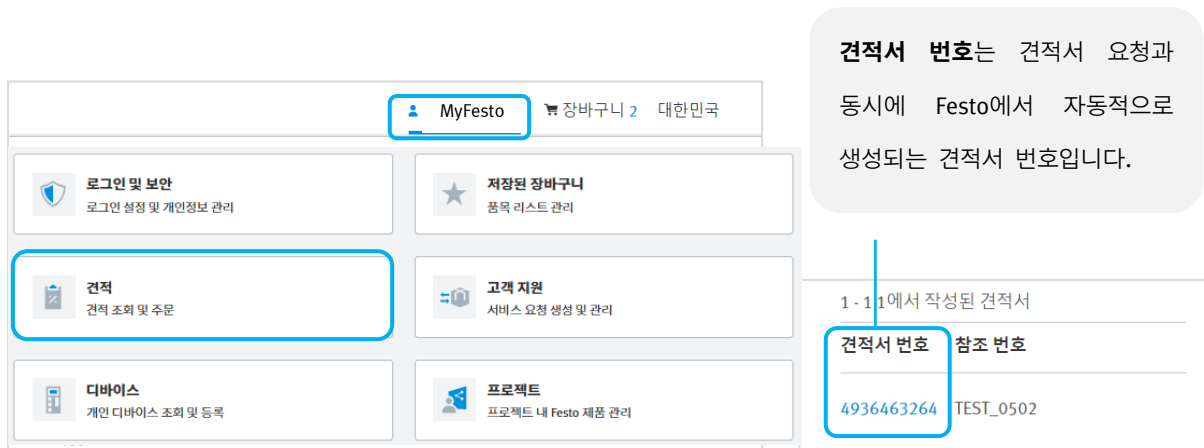 견적서 번호는 견적서 요청과
동시에 Festo에서 자동적으로
생성되는 견적서 번호입니다.
MyFesto 장바구니 2 대한민국
로그인 및 보안
로그인 설정 및 개인정보 관리
저장된 장바구니
품목 리스트 관리
견적
견적 조회 및 주문
고객 지원
서비스 요청 생성 및 관리
디바이스
개인 디바이스 조회 및 등록
프로젝트
프로젝트 내 Festo 제품 관리
1 - 1 1에서 작성된 견적서
견적서 번호 참조 번호
4936463264 TEST_0502